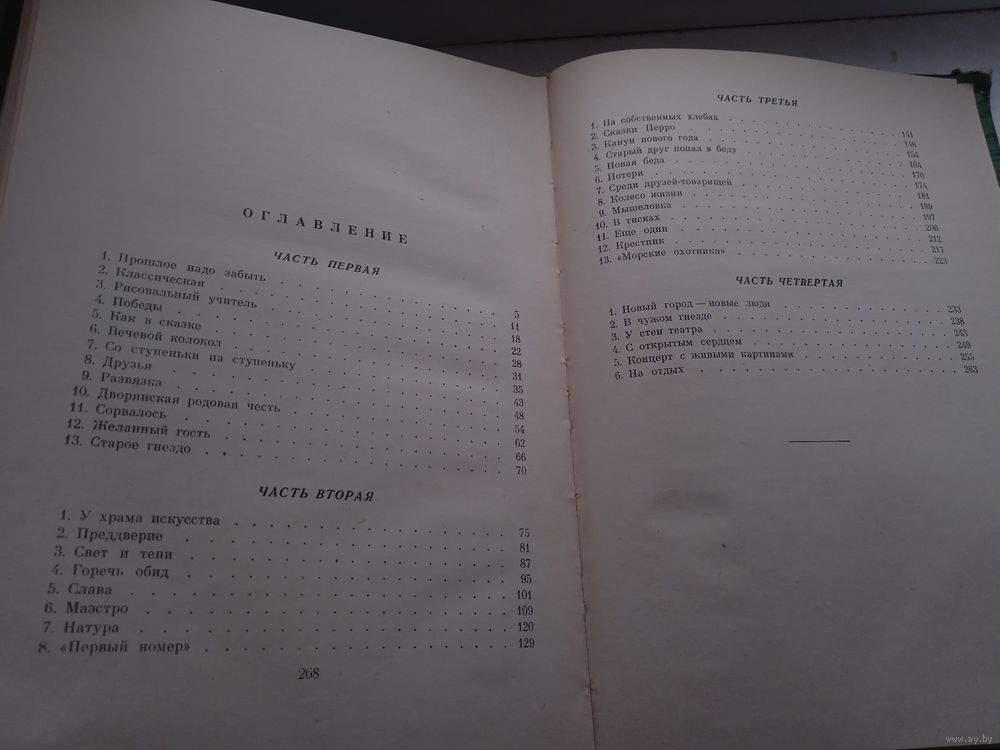 ОГЛАВЛЕНИЕ
ЧАСТЬ ПЕРВАЯ
1. Прошлое надо забыть . . . 5
2. Классическая . . . 11
3. Рисовальный учитель . . . 18
4. Победы . . . 22
5. Как в сказке . . . 28
6. Вечевой колокол . . . 31
7. Со ступеньки на ступеньку . . . 35
8. Друзья . . . 43
9. Развязка . . . 48
10. Дворянская родовая честь . . . 54
11. Сорвалось . . . 62
12. Желанный гость . . . 66
13. Старое гнездо . . . 70
ЧАСТЬ ВТОРАЯ
1. У храма искусства . . . 75
2. Преддверие . . . 81
3. Свет и тени . . . 87
4. Горечь обид . . . 95
5. Слава . . . 101
6. Маэстро . . . 109
7. Натура . . . 120
8. «Первый номер» . . . 129
268
ЧАСТЬ ТРЕТЬЯ
1. На собственных хлебах . . . 141
2. Сказки Перро . . . 148
3. Канун нового года . . . 154
4. Старый друг попал в беду . . . 164
5. Новая беда . . . 170
6. Потери . . . 174
7. Среди друзей-товарищей . . . 181
8. Колесо жизни . . . 189
9. Мышеловка . . . 197
10. В тисках . . . 206
11. Еще один . . . 212
12. Крестник . . . 217
13. «Морские охотники» . . . 223
ЧАСТЬ ЧЕТВЕРТАЯ
1. Новый город — новые люди . . . 233
2. В чужом гнезде . . . 238
3. У стен театра . . . 243
4. С открытым сердцем . . . 249
5. Концерт с живыми картинами . . . 255
6. На отдых . . . 263
www.ay.by